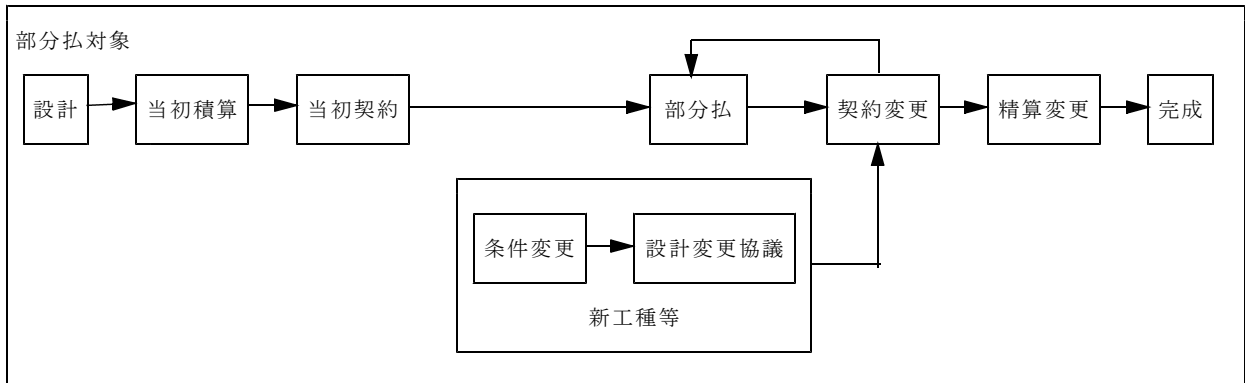 部分払対象
設計
当初積算
当初契約
部分払
契約変更
精算変更
完成
条件変更
設計変更協議
新工種等